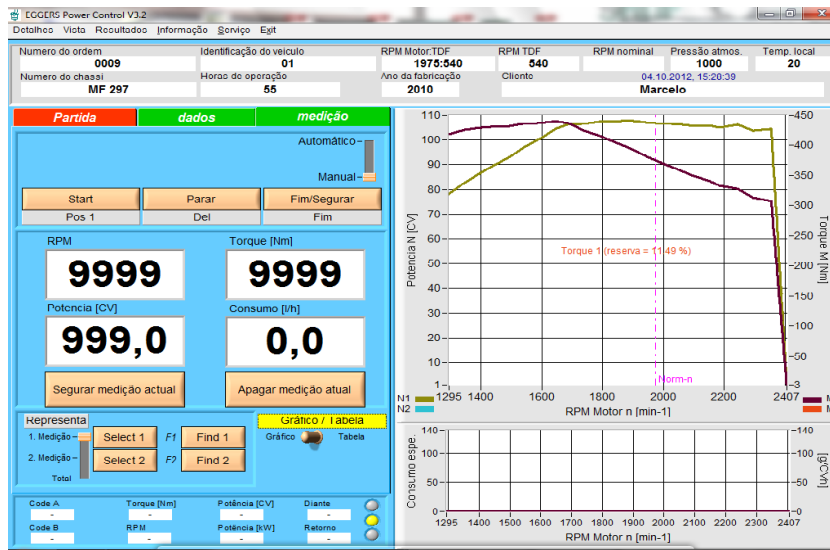 EGGERS Power Control V3.2
Detalhes Vista Resultados Informação Serviço Exit
Numero do ordem Identificação do veiculo RPM Motor:TDF RPM TDF RPM nominal Pressão atmos. Temp. local
0009 01 1975:540 540 1000 20
Numero do chassi Horas de operação Ano da fabricação Cliente 04.10.2012, 15:20:39
MF 297 55 2010 Marcelo
Partida dados medição
Automático
Manual
Start Parar Fim/Segurar
Pos 1 Del Fim
RPM Torque [Nm]
9999 9999
Potencia [CV] Consumo [l/h]
999,0 0,0
Segurar medição actual Apagar medição atual
Representa Gráfico / Tabela
1. Medição Select 1 F1 Find 1 Gráfico Tabela
2. Medição Select 2 F2 Find 2
Total
Code A Torque [Nm] Potência [CV] Diante
- - - -
Code B RPM Potência [kW] Retorno
- - - -
110 450
100 400
90 350
80 300
70 250
60 200
50 150
40 100
30 50
20 3
10
1
Potencia N [CV]
Torque M [Nm]
Torque 1 (reserva = 11.49 %)
Norm-n
1295 1400 1600 1800 2000 2200 2407
RPM Motor n [min-1]
N1 M
N2 M
140 140
100 100
50 50
0 0
Consumo espe.
[g/CVh]
1295 1400 1500 1600 1700 1800 1900 2000 2100 2200 2300 2407
RPM Motor n [min-1]